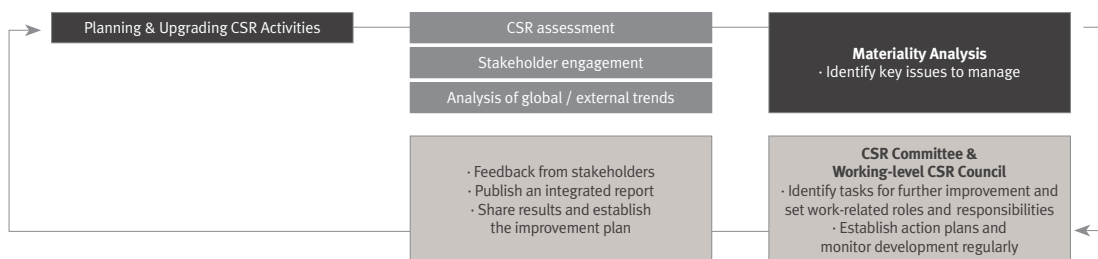 Planning & Upgrading CSR Activities
CSR assessment
Stakeholder engagement
Analysis of global / external trends
Materiality Analysis
· Identify key issues to manage
· Feedback from stakeholders
· Publish an integrated report
· Share results and establish
the improvement plan
CSR Committee &
Working-level CSR Council
· Identify tasks for further improvement and
set work-related roles and responsibilities
· Establish action plans and
monitor development regularly